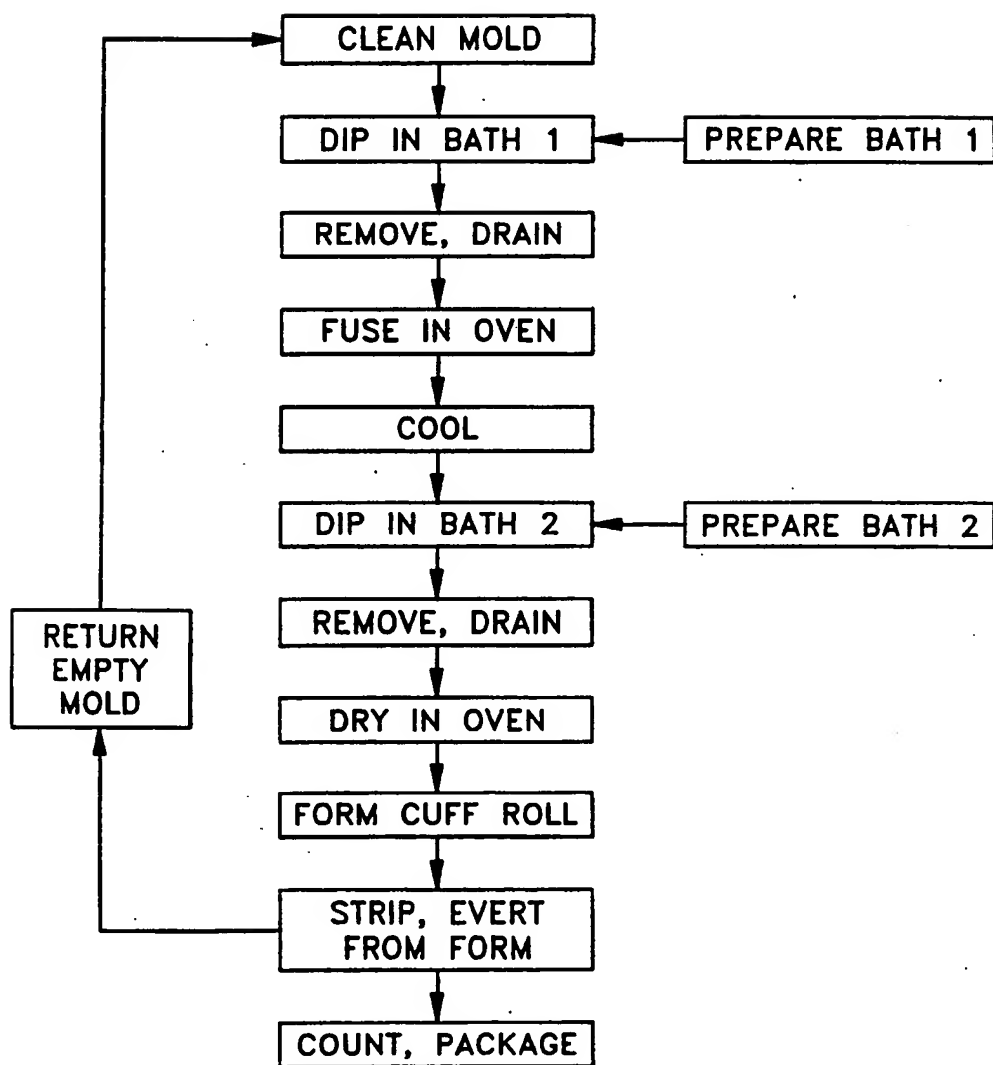 CLEAN MOLD
DIP IN BATH 1
PREPARE BATH 1
REMOVE, DRAIN
FUSE IN OVEN
COOL
DIP IN BATH 2
PREPARE BATH 2
REMOVE, DRAIN
RETURN
EMPTY
MOLD
DRY IN OVEN
FORM CUFF ROLL
STRIP, EVERT
FROM FORM
COUNT, PACKAGE